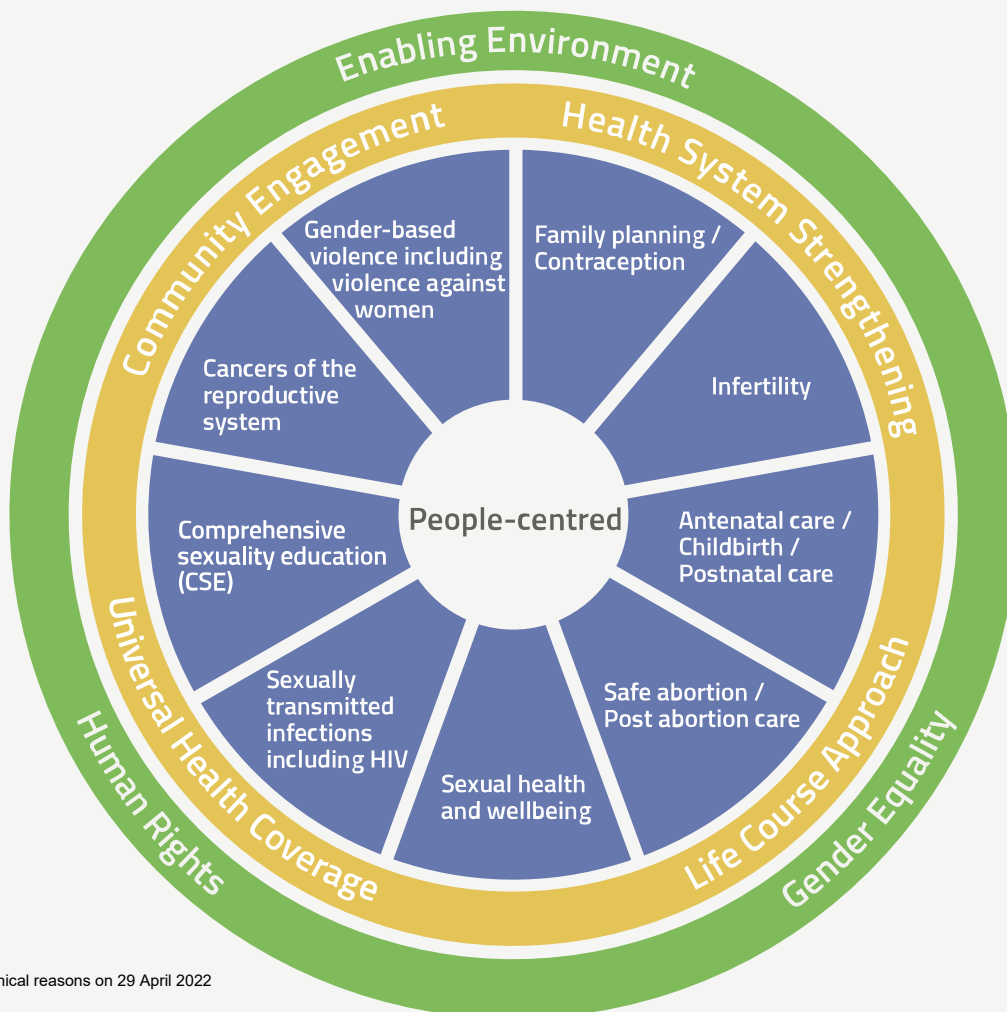 Enabling Environment
Community Engagement
Health System Strengthening
Gender-based
violence including
violence against
women
Family planning /
Contraception
Cancers of the
reproductive
system
Infertility
People-centred
Comprehensive
sexuality education
(CSE)
Antenatal care /
Childbirth /
Postnatal care
Sexually
transmitted
infections
including HIV
Safe abortion /
Post abortion care
Sexual health
and wellbeing
Universal Health Coverage
Life Course Approach
Human Rights
Gender Equality
nical reasons on 29 April 2022